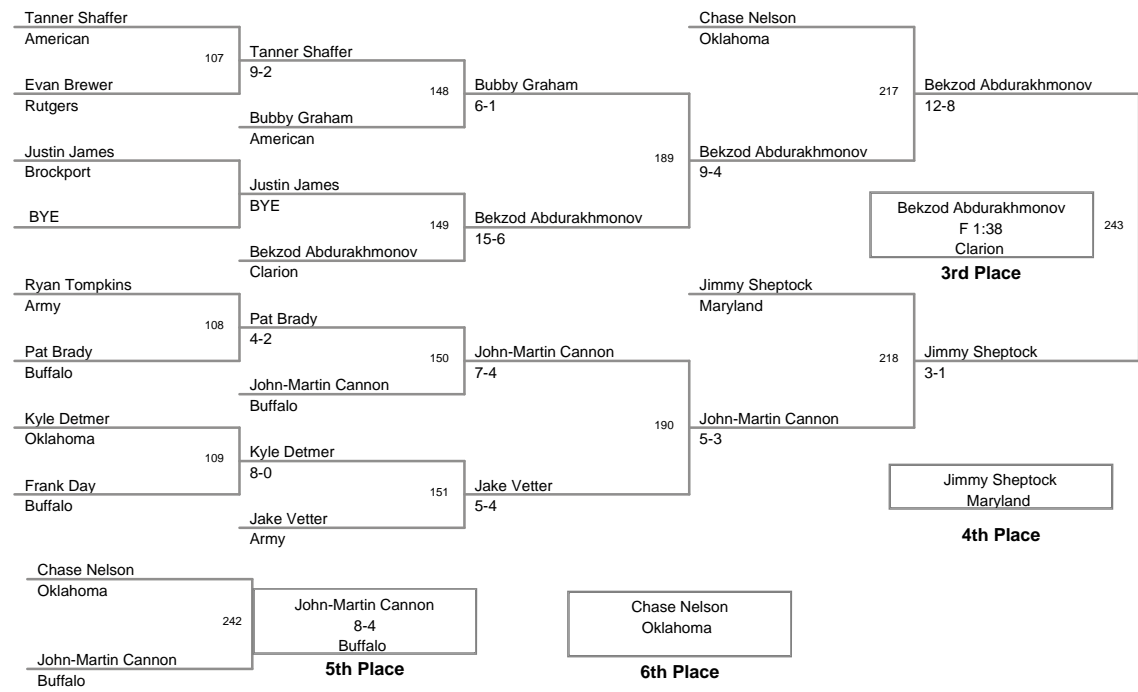 Tanner Shaffer
American
107
Evan Brewer
Rutgers
Justin James
Brockport
BYE
Ryan Tompkins
Army
108
Pat Brady
Buffalo
Kyle Detmer
Oklahoma
109
Frank Day
Buffalo
Tanner Shaffer
9-2
148
Bubby Graham
American
Justin James
BYE
149
Bekzod Abdurakhmonov
Clarion
Pat Brady
4-2
150
John-Martin Cannon
Buffalo
Kyle Detmer
8-0
151
Jake Vetter
Army
Bubby Graham
6-1
189
Bekzod Abdurakhmonov
15-6
John-Martin Cannon
7-4
190
Jake Vetter
5-4
Chase Nelson
Oklahoma
217
Bekzod Abdurakhmonov
9-4
Jimmy Sheptock
Maryland
218
John-Martin Cannon
5-3
Bekzod Abdurakhmonov
12-8
Bekzod Abdurakhmonov
F 1:38
Clarion
243
3rd Place
Jimmy Sheptock
3-1
Jimmy Sheptock
Maryland
4th Place
Chase Nelson
Oklahoma
242
John-Martin Cannon
Buffalo
John-Martin Cannon
8-4
Buffalo
5th Place
Chase Nelson
Oklahoma
6th Place